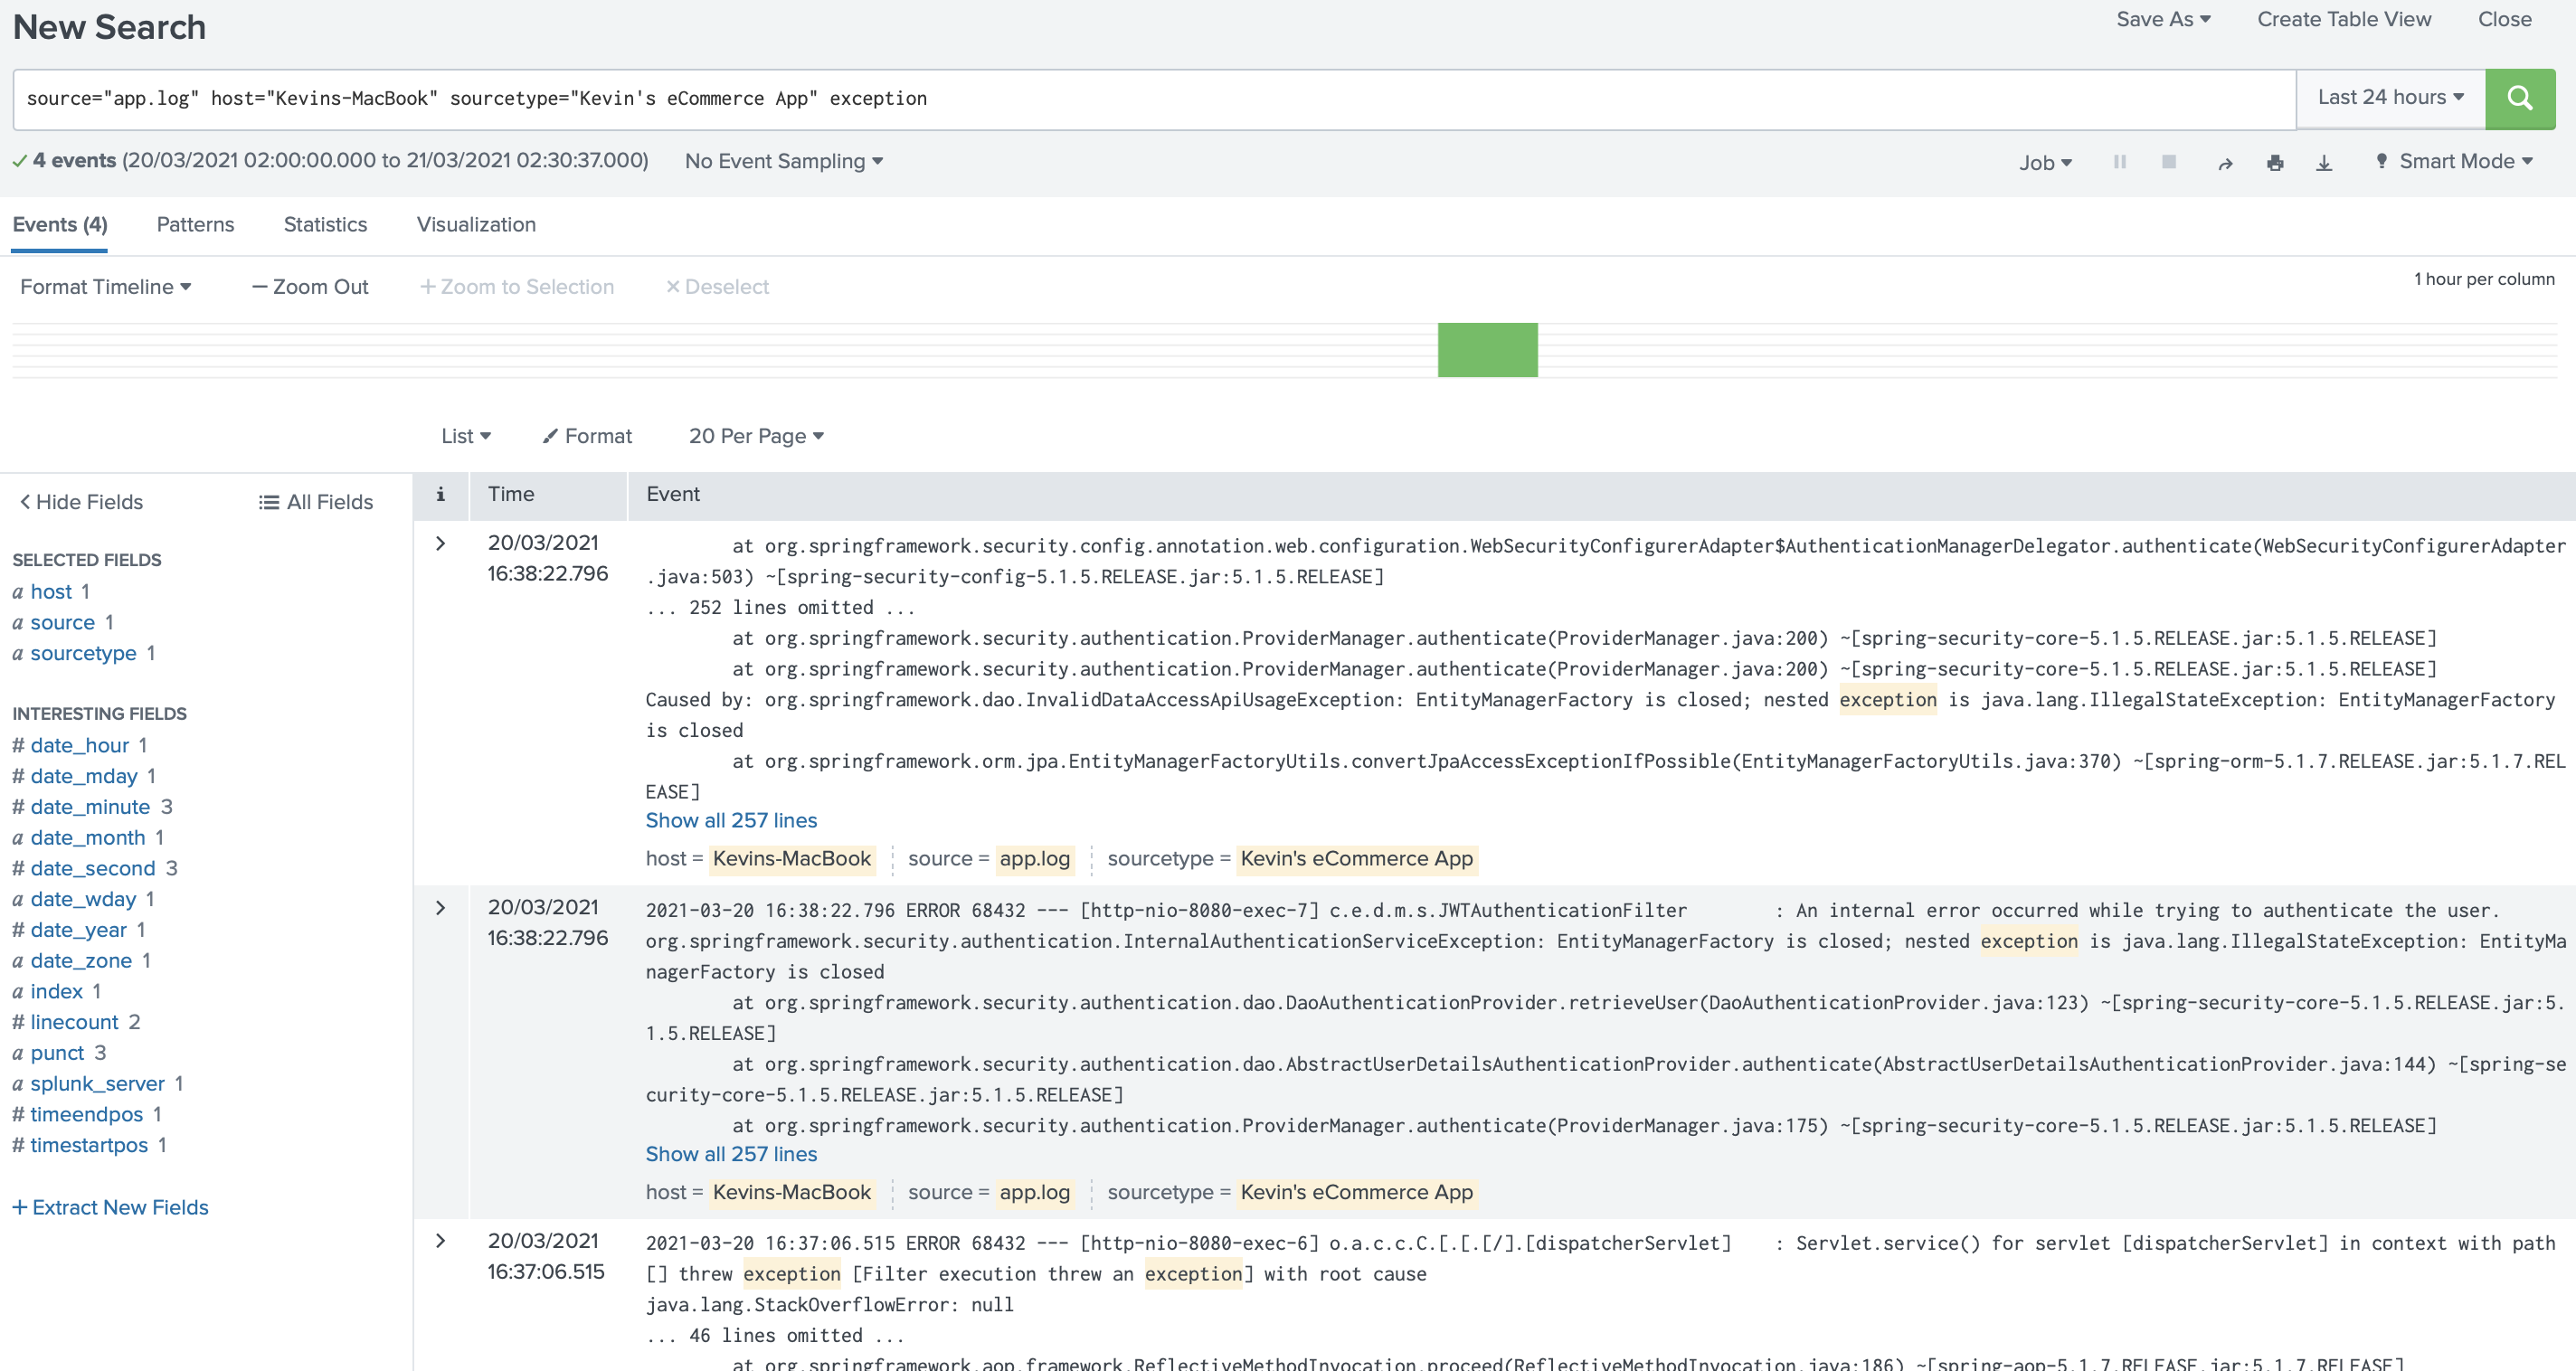 New Search
Save As
Create Table View
Close
source="app.log" host="Kevins-MacBook" sourcetype="Kevin's eCommerce App" exception
Last 24 hours
4 events (20/03/2021 02:00:00.000 to 21/03/2021 02:30:37.000)
No Event Sampling
Job
Smart Mode
Events (4)
Patterns
Statistics
Visualization
Format Timeline
— Zoom Out
+ Zoom to Selection
× Deselect
1 hour per column
List
Format
20 Per Page
< Hide Fields
All Fields
SELECTED FIELDS
a host 1
a source 1
a sourcetype 1
INTERESTING FIELDS
# date_hour 1
# date_mday 1
# date_minute 3
a date_month 1
# date_second 3
a date_wday 1
# date_year 1
a date_zone 1
a index 1
# linecount 2
a punct 3
a splunk_server 1
# timeendpos 1
# timestartpos 1
+ Extract New Fields
i
Time
Event
20/03/2021
16:38:22.796
at org.springframework.security.config.annotation.web.configuration.WebSecurityConfigurerAdapter$AuthenticationManagerDelegator.authenticate(WebSecurityConfigurerAdapter
.java:503) ~[spring-security-config-5.1.5.RELEASE.jar:5.1.5.RELEASE]
... 252 lines omitted ...
at org.springframework.security.authentication.ProviderManager.authenticate(ProviderManager.java:200) ~[spring-security-core-5.1.5.RELEASE.jar:5.1.5.RELEASE]
at org.springframework.security.authentication.ProviderManager.authenticate(ProviderManager.java:200) ~[spring-security-core-5.1.5.RELEASE.jar:5.1.5.RELEASE]
Caused by: org.springframework.dao.InvalidDataAccessApiUsageException: EntityManagerFactory is closed; nested exception is java.lang.IllegalStateException: EntityManagerFactory
is closed
at org.springframework.orm.jpa.EntityManagerFactoryUtils.convertJpaAccessExceptionIfPossible(EntityManagerFactoryUtils.java:370) ~[spring-orm-5.1.7.RELEASE.jar:5.1.7.REL
EASE]
Show all 257 lines
host = Kevins-MacBook
source = app.log
sourcetype = Kevin's eCommerce App
20/03/2021
16:38:22.796
2021-03-20 16:38:22.796 ERROR 68432 --- [http-nio-8080-exec-7] c.e.d.m.s.JWTAuthenticationFilter : An internal error occurred while trying to authenticate the user.
org.springframework.security.authentication.InternalAuthenticationServiceException: EntityManagerFactory is closed; nested exception is java.lang.IllegalStateException: EntityMa
nagerFactory is closed
at org.springframework.security.authentication.dao.DaoAuthenticationProvider.retrieveUser(DaoAuthenticationProvider.java:123) ~[spring-security-core-5.1.5.RELEASE.jar:5.
1.5.RELEASE]
at org.springframework.security.authentication.dao.AbstractUserDetailsAuthenticationProvider.authenticate(AbstractUserDetailsAuthenticationProvider.java:144) ~[spring-se
curity-core-5.1.5.RELEASE.jar:5.1.5.RELEASE]
at org.springframework.security.authentication.ProviderManager.authenticate(ProviderManager.java:175) ~[spring-security-core-5.1.5.RELEASE.jar:5.1.5.RELEASE]
Show all 257 lines
host = Kevins-MacBook
source = app.log
sourcetype = Kevin's eCommerce App
20/03/2021
16:37:06.515
2021-03-20 16:37:06.515 ERROR 68432 --- [http-nio-8080-exec-6] o.a.c.c.C.[.[.[/].[dispatcherServlet] : Servlet.service() for servlet [dispatcherServlet] in context with path
[] threw exception [Filter execution threw an exception] with root cause
java.lang.StackOverflowError: null
... 46 lines omitted ...
at org.springframework.aop.framework.ReflectiveMethodInvocation.proceed(ReflectiveMethodInvocation.java:186) ~[spring-aop-5.1.7.RELEASE.jar:5.1.7.RELEASE]